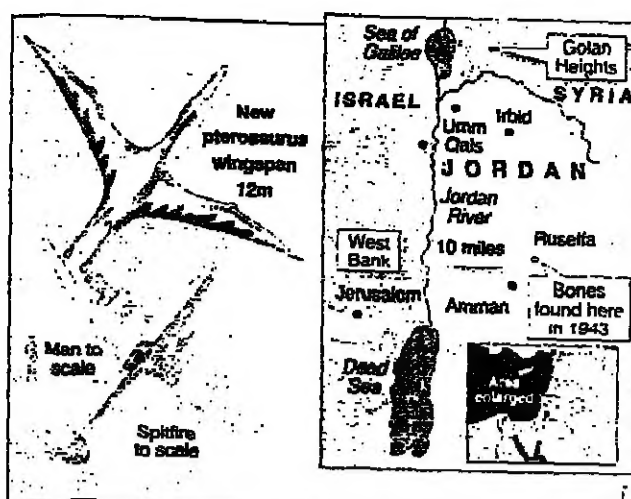 New
pterosaurus
wingspan
12m
Man to
scale
Spitfire
to scale
Sea of
Galilee
Golan
Heights
ISRAEL
SYRIA
Umm
Qais
Irbid
JORDAN
Jordan
River
West
Bank
10 miles
Ruseifa
Jerusalem
Amman
Bones
found here
in 1943
Dead
Sea
Area
enlarged